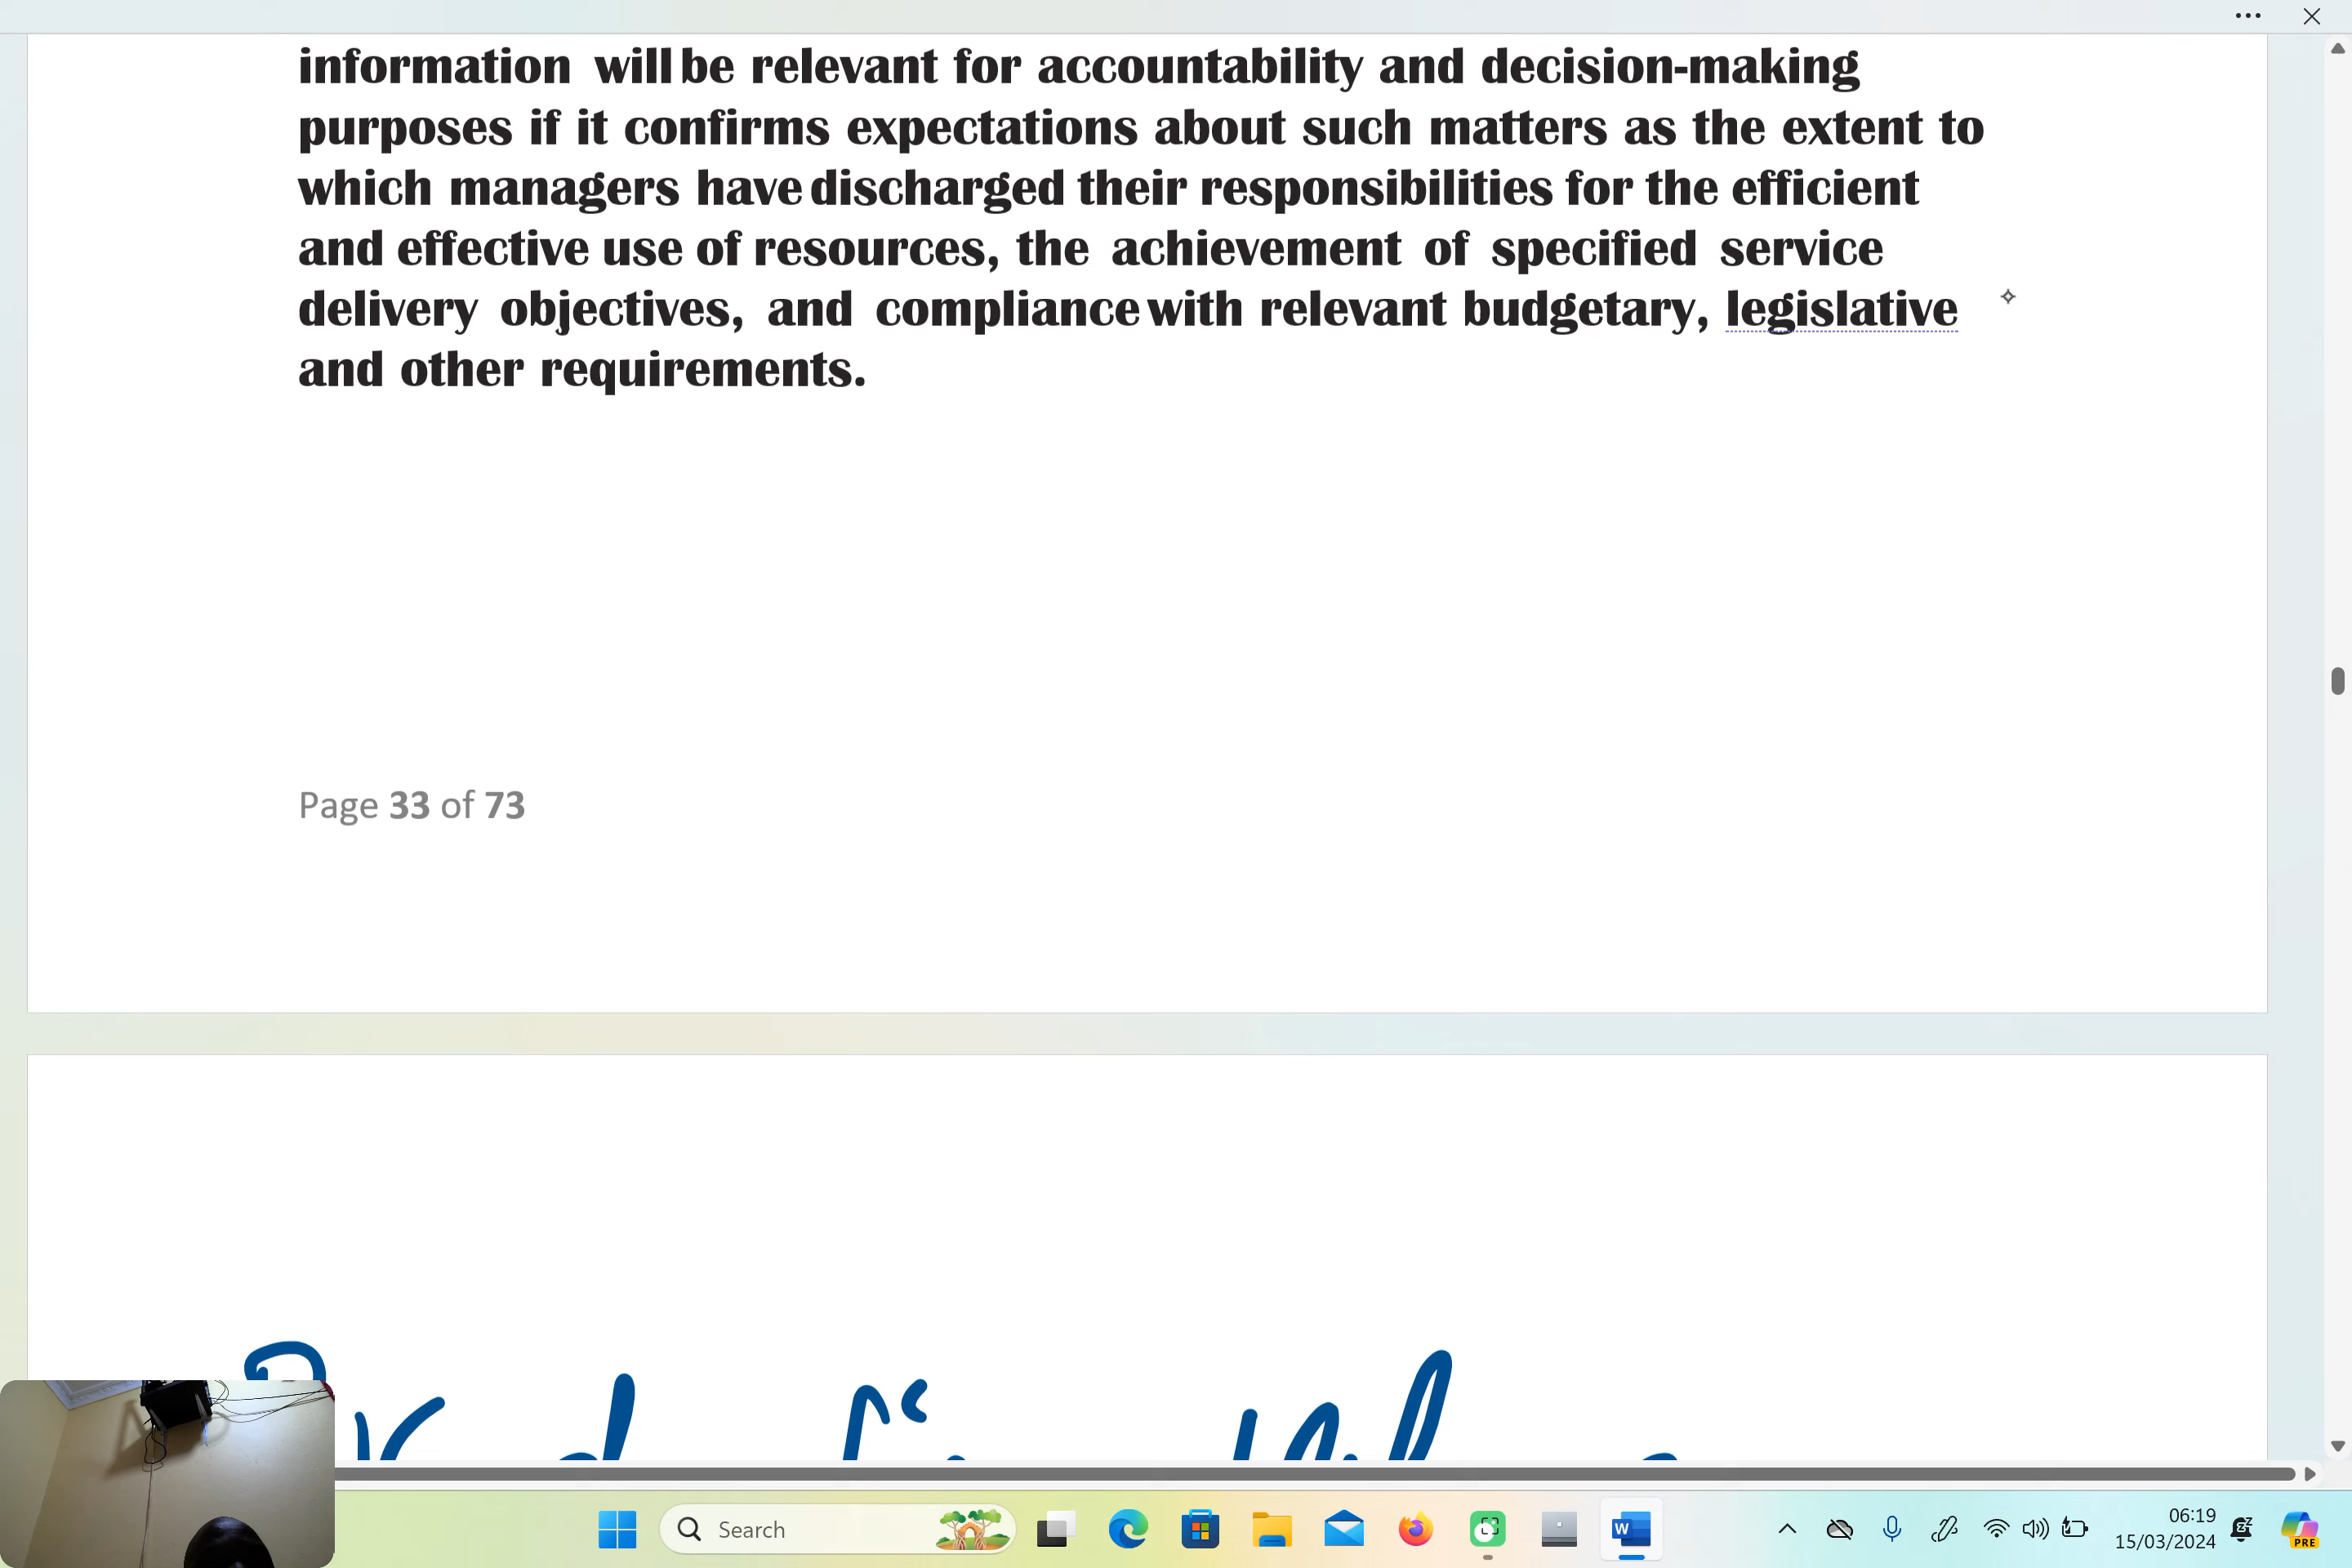 information will be relevant for accountability and decision-making
purposes if it confirms expectations about such matters as the extent to
which managers have discharged their responsibilities for the efficient
and effective use of resources, the achievement of specified service
delivery objectives, and compliance with relevant budgetary, legislative
and other requirements.
Page 33 of 73
Search
06:19
15/03/2024
PRE